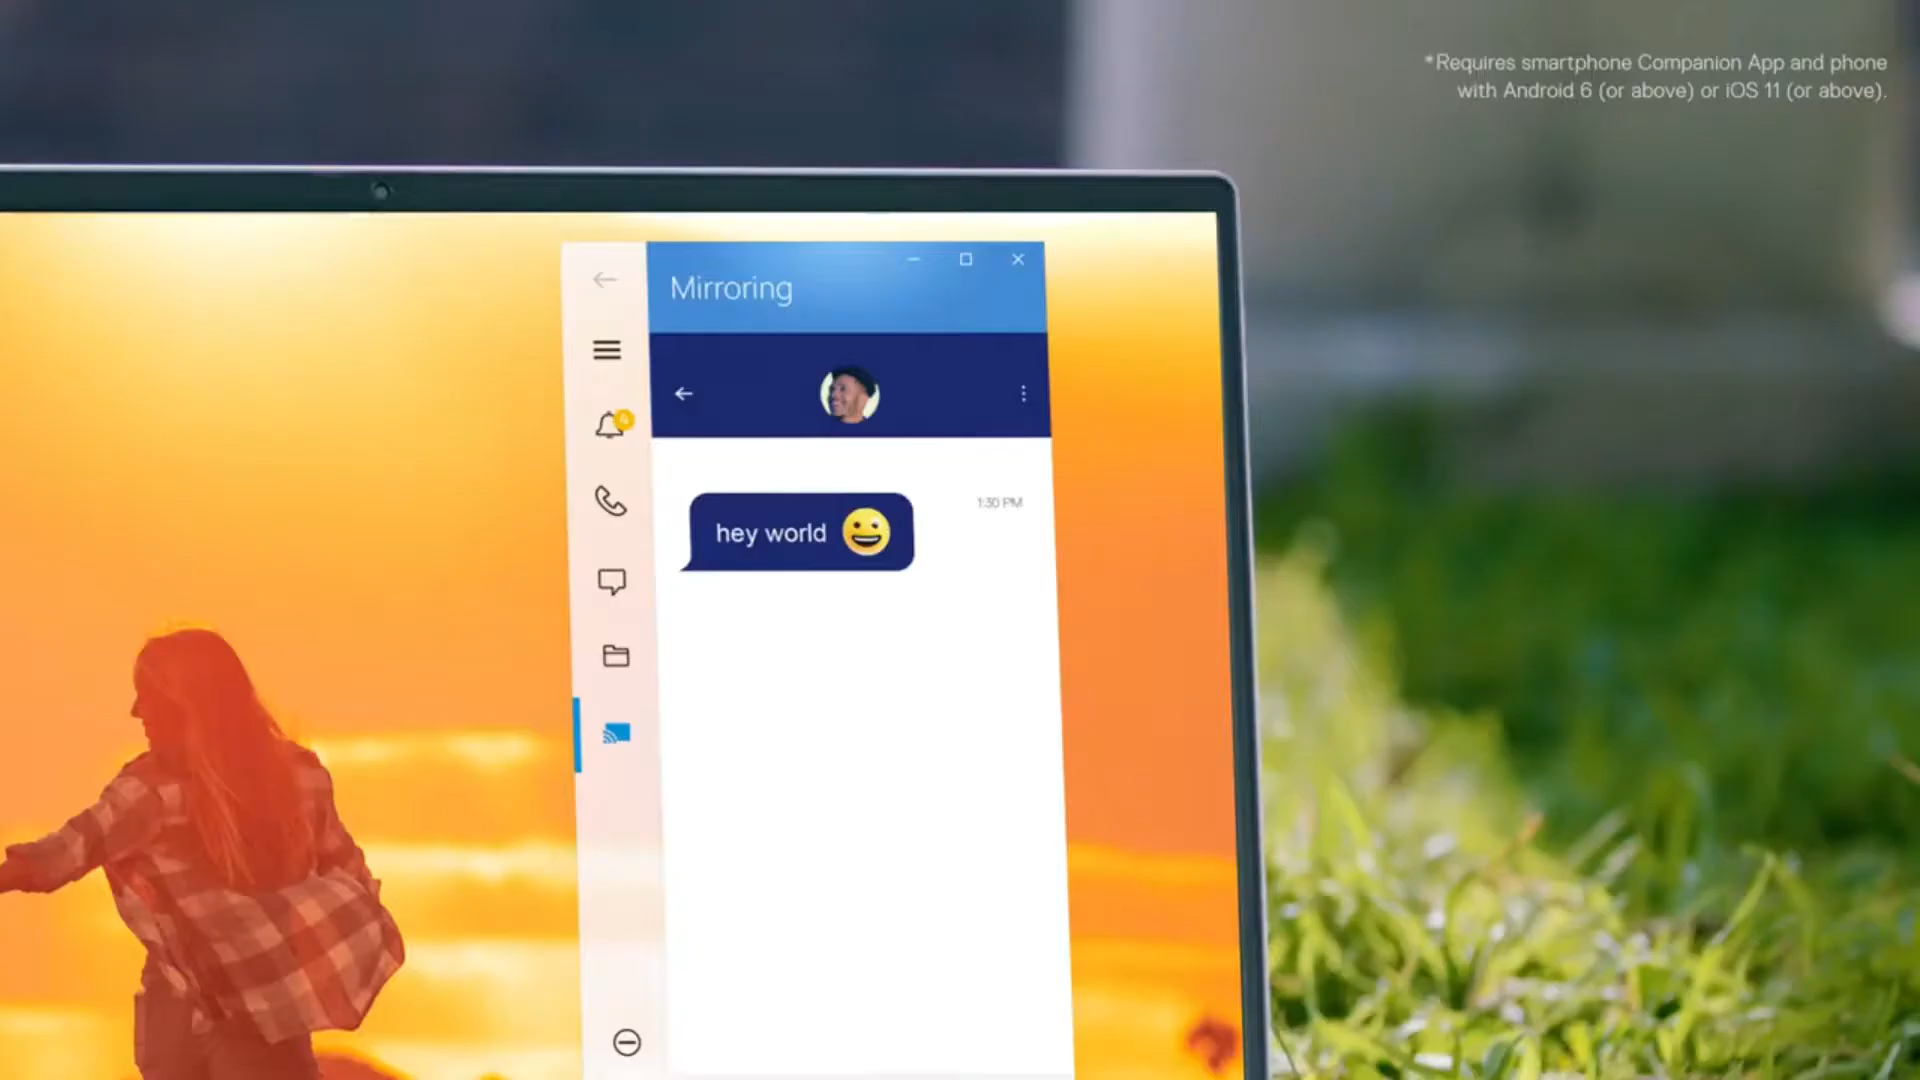 *Requires smartphone Companion App and phone
with Android 6 (or above) or iOS 11 (or above).
Mirroring
4
1:30 PM
hey world 😀